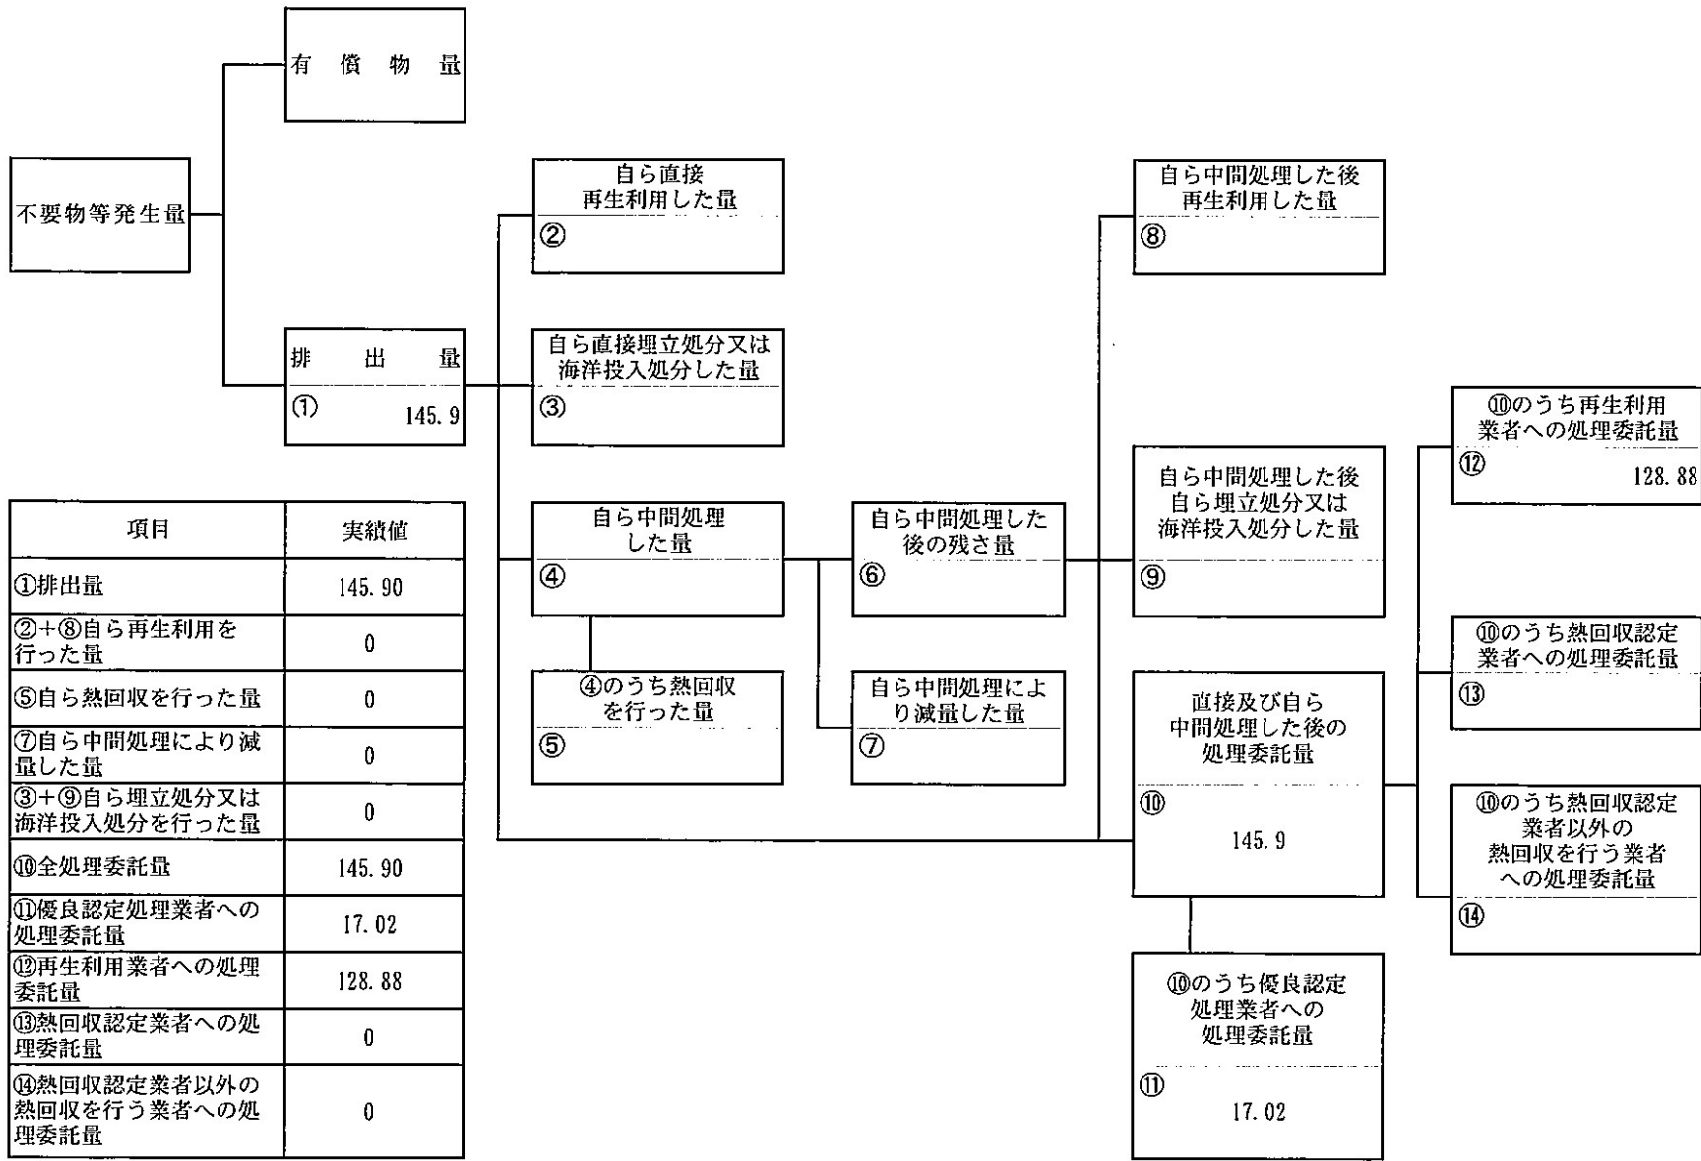 有償物量
不要物等発生量
排出量
① 145.9
自ら直接
再生利用した量
②
自ら直接埋立処分又は
海洋投入処分した量
③
自ら中間処理
した量
④
④のうち熱回収
を行った量
⑤
自ら中間処理した
後の残さ量
⑥
自ら中間処理によ
り減量した量
⑦
自ら中間処理した後
再生利用した量
⑧
自ら中間処理した後
自ら埋立処分又は
海洋投入処分した量
⑨
直接及び自ら
中間処理した後の
処理委託量
⑩
145.9
⑩のうち優良認定
処理業者への
処理委託量
⑪
17.02
⑩のうち再生利用
業者への処理委託量
⑫ 128.88
⑩のうち熱回収認定
業者への処理委託量
⑬
⑩のうち熱回収認定
業者以外の
熱回収を行う業者
への処理委託量
⑭
項目 実績値
①排出量 145.90
②+⑧自ら再生利用を
行った量 0
⑤自ら熱回収を行った量 0
⑦自ら中間処理により減
量した量 0
③+⑨自ら埋立処分又は
海洋投入処分を行った量 0
⑩全処理委託量 145.90
⑪優良認定処理業者への
処理委託量 17.02
⑫再生利用業者への処理
委託量 128.88
⑬熱回収認定業者への処
理委託量 0
⑭熱回収認定業者以外の
熱回収を行う業者への処
理委託量 0